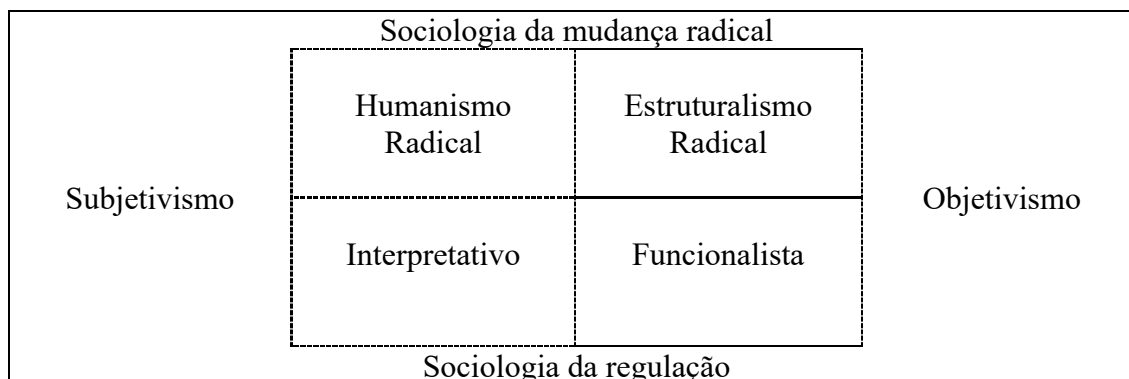 Sociologia da mudança radical
Humanismo Radical
Estruturalismo Radical
Subjetivismo
Objetivismo
Interpretativo
Funcionalista
Sociologia da regulação